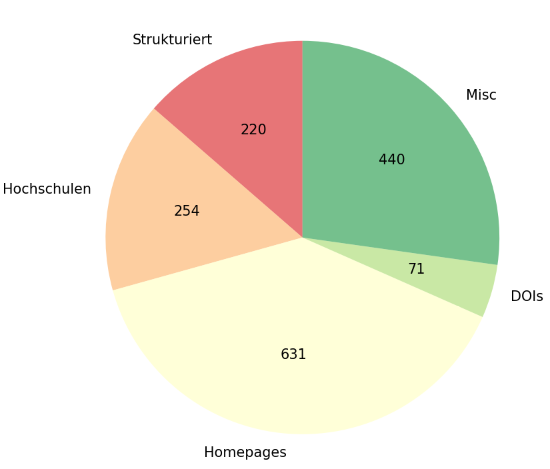 Strukturiert
Misc
220
440
Hochschulen
254
71
DOIs
631
Homepages